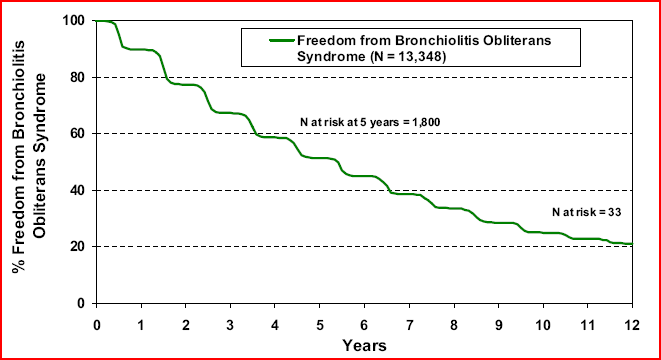 100
80
60
40
20
0
% Freedom from Bronchiolitis
Obliterans Syndrome
Freedom from Bronchiolitis Obliterans
Syndrome (N = 13,348)
N at risk at 5 years = 1,800
N at risk = 33
0 1 2 3 4 5 6 7 8 9 10 11 12
Years